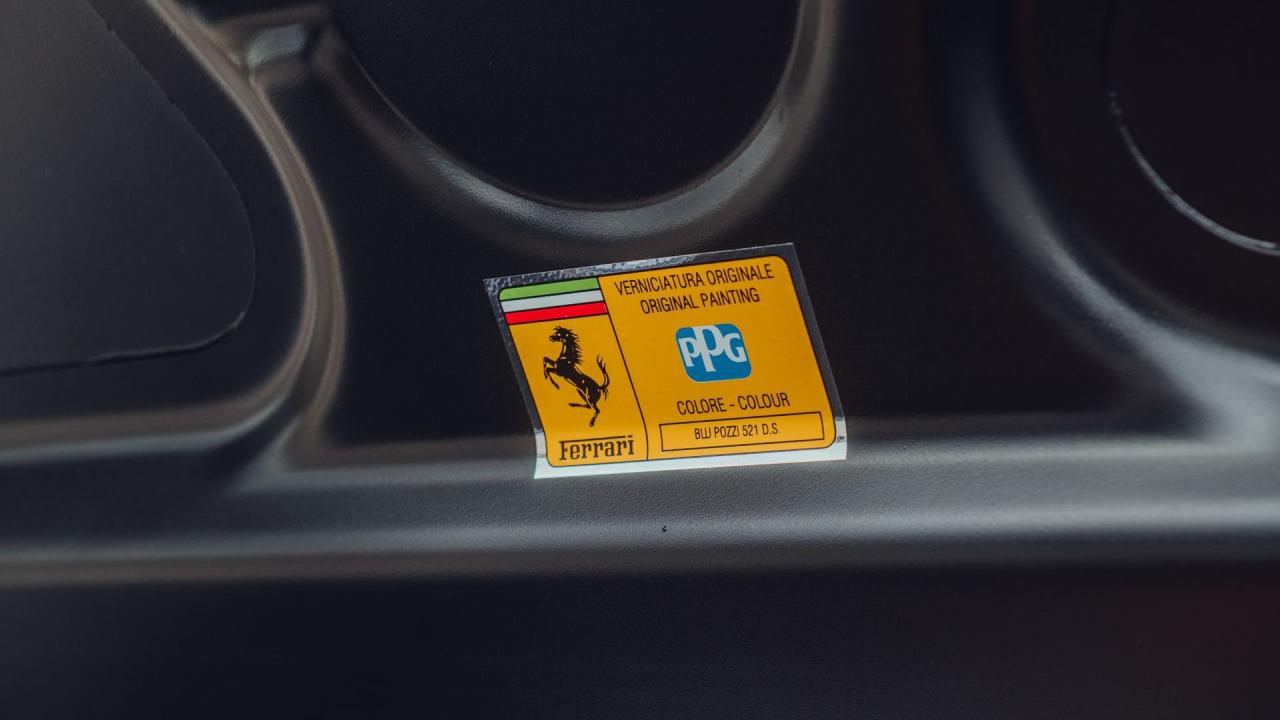 VERNICIATURA ORIGINALE
ORIGINAL PAINTING
PPG
COLORE - COLOUR
BLU POZZI 521 D.S.
Ferrari